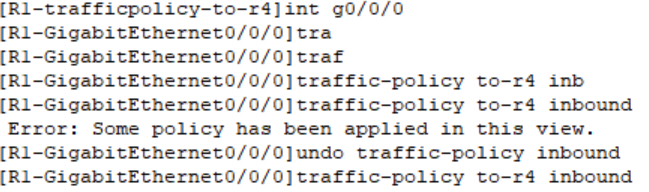 [R1-trafficpolicy-to-r4]int g0/0/0
[R1-GigabitEthernet0/0/0]tra
[R1-GigabitEthernet0/0/0]traf
[R1-GigabitEthernet0/0/0]traffic-policy to-r4 inb
[R1-GigabitEthernet0/0/0]traffic-policy to-r4 inbound
 Error: Some policy has been applied in this view.
[R1-GigabitEthernet0/0/0]undo traffic-policy inbound
[R1-GigabitEthernet0/0/0]traffic-policy to-r4 inbound